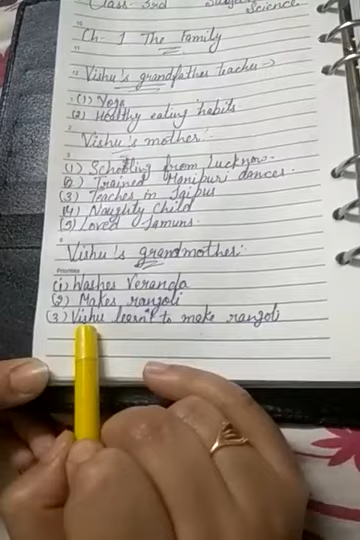 Class-3rd Subj
Science
Ch-1 The Family
Vishu's grandfather teaches →
(1) Yoga
(2) Healthy eating habits
Vishu's mother:
(1) Schooling from Lucknow.
(2) Trained Manipuri dances.
(3) Teaches in Jaipur
(4) Naughty child
(5) Loved Jamuns.
Vishu's grandmother:
Priorities
(1) Washes Veranda
(2) Makes rangoli
(3) Vishu learnt to make rangoli